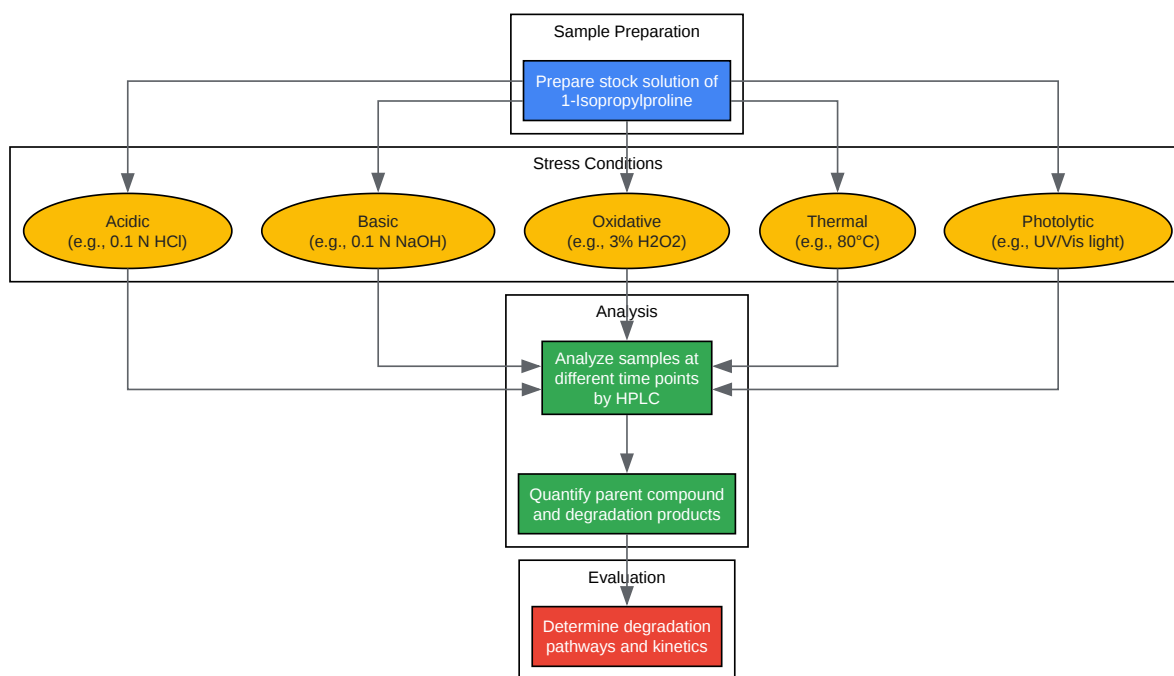 Sample Preparation
Prepare stock solution of
1-Isopropylproline
Stress Conditions
Acidic
(e.g., 0.1 N HCl)
Basic
(e.g., 0.1 N NaOH)
Oxidative
(e.g., 3% H2O2)
Thermal
(e.g., 80°C)
Photolytic
(e.g., UV/Vis light)
Analysis
Analyze samples at
different time points
by HPLC
Quantify parent compound
and degradation products
Evaluation
Determine degradation
pathways and kinetics